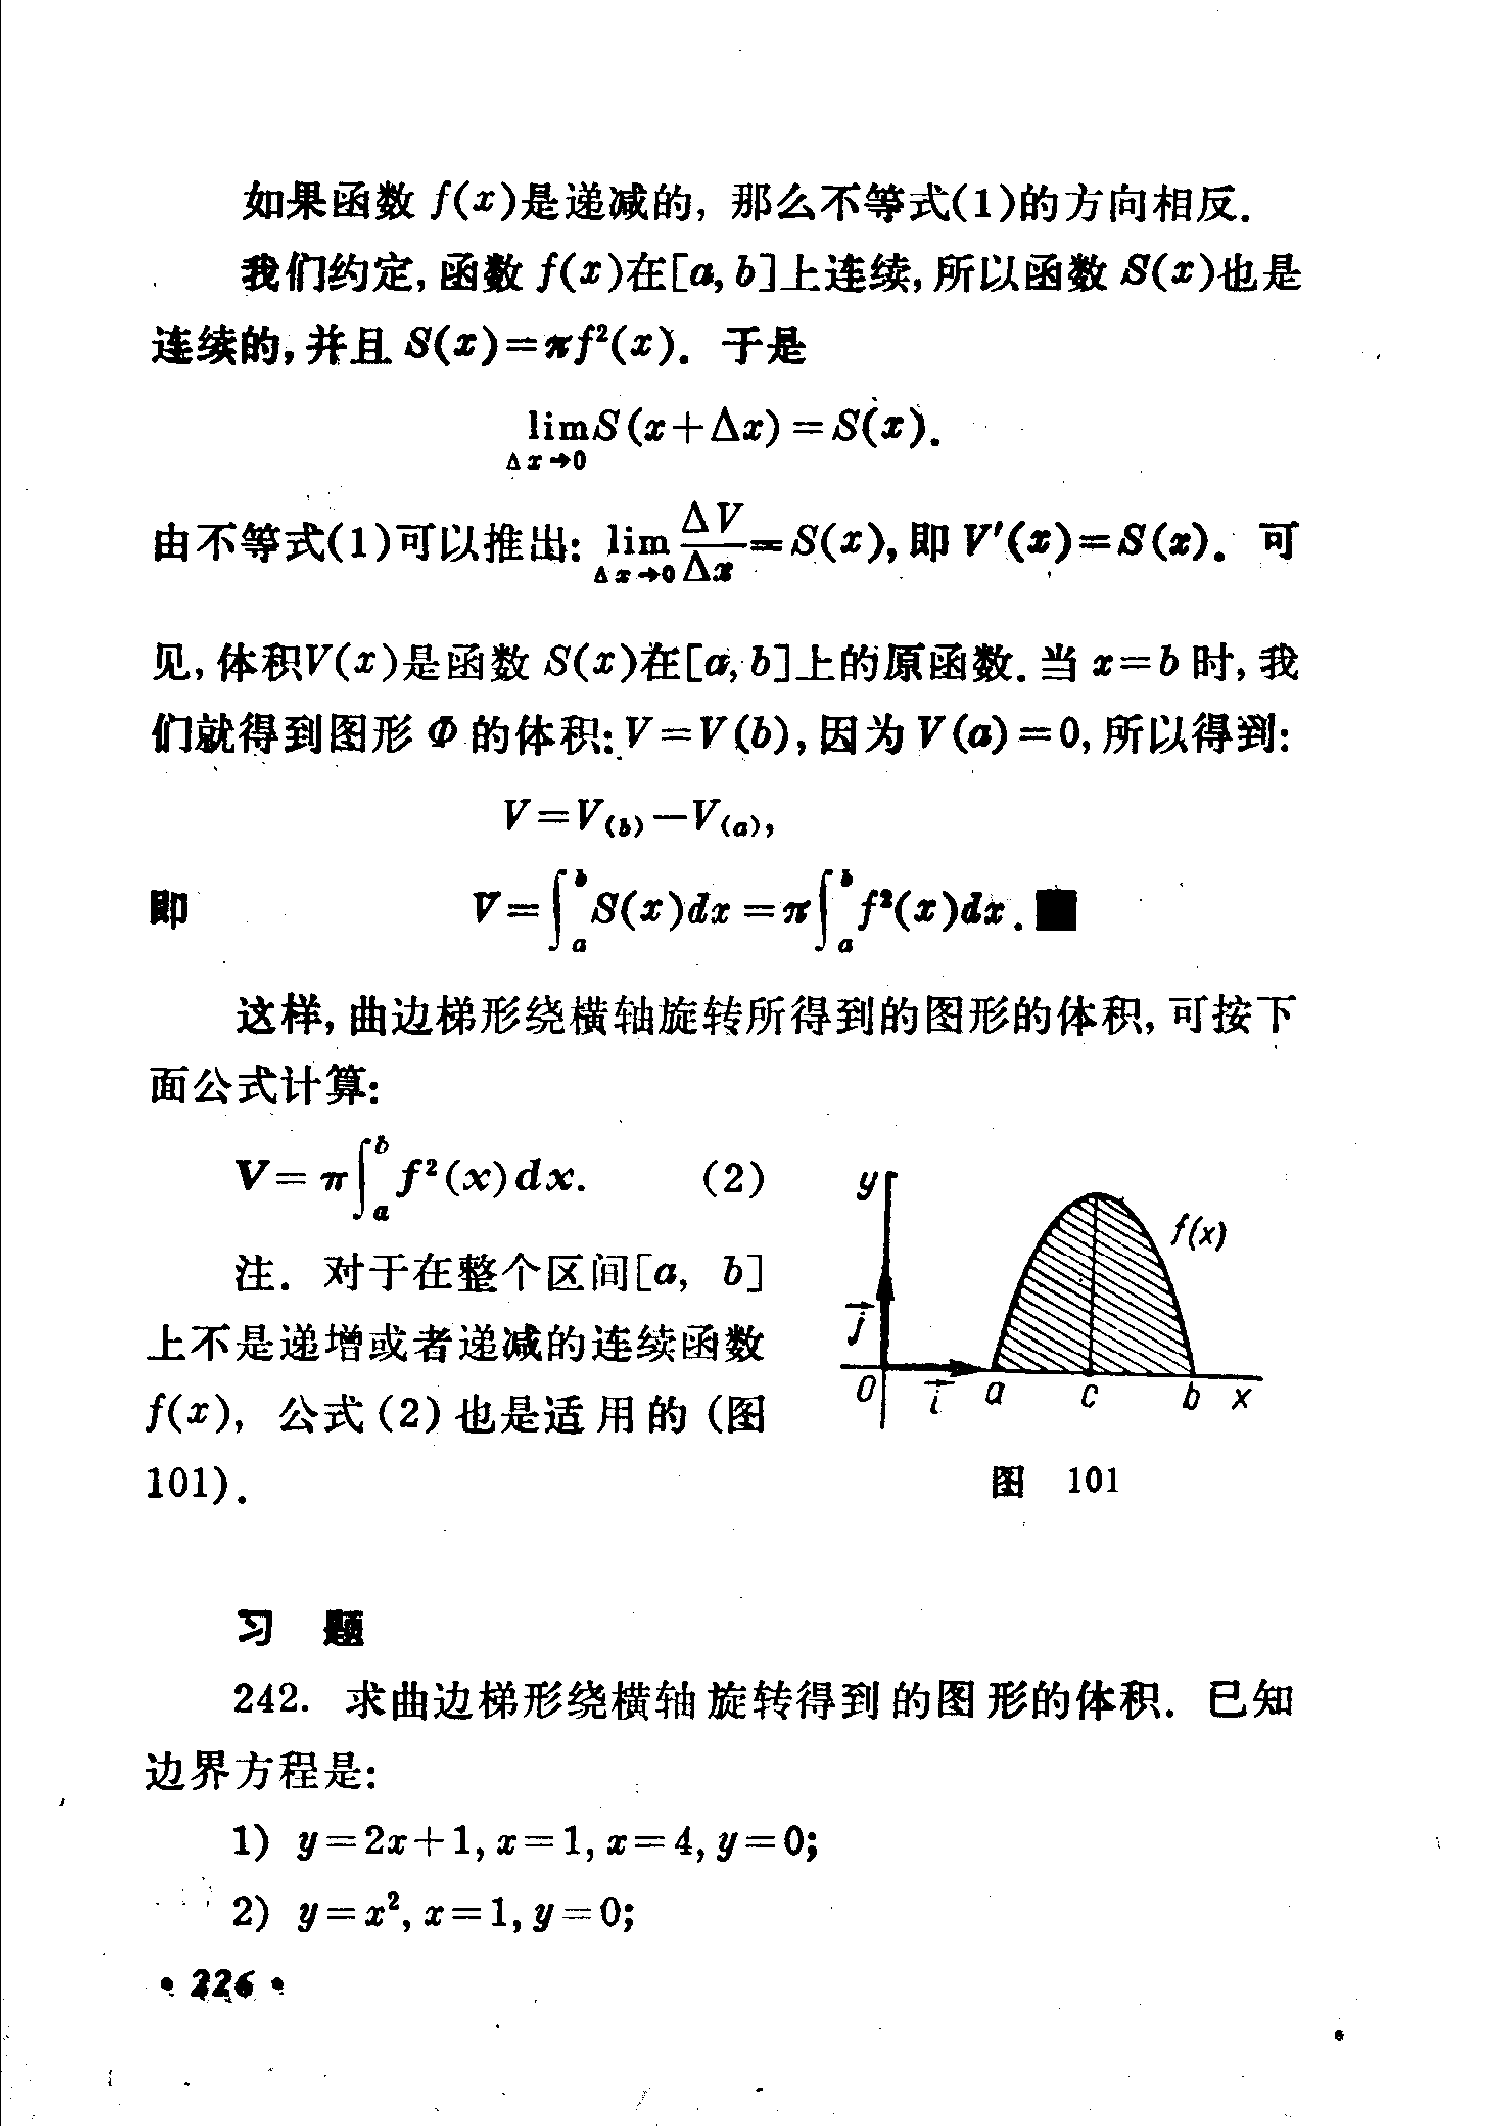 如果函数 f(x)是递减的, 那么不等式(1)的方向相反.
我们约定, 函数 f(x)在[a, b]上连续, 所以函数 S(x)也是
连续的, 并且 S(x)=πf²(x). 于是
limS(x+Δx)=S(x).
Δx→0
由不等式(1)可以推出: lim ΔV/Δx=S(x), 即 V′(x)=S(x). 可
Δx→0
见, 体积V(x)是函数 S(x)在[a, b]上的原函数. 当 x=b 时, 我
们就得到图形 Φ 的体积: V=V(b), 因为 V(a)=0, 所以得到:
V=V(b)−V(a),
即 V=∫ₐᵇ S(x)dx=π∫ₐᵇ f²(x)dx. ■
这样, 曲边梯形绕横轴旋转所得到的图形的体积, 可按下
面公式计算:
V=π∫ₐᵇ f²(x)dx. (2)
注. 对于在整个区间[a, b]
上不是递增或者递减的连续函数
f(x), 公式(2)也是适用的(图
101).
y
f(x)
j
O i a c b x
图 101
习 题
242. 求曲边梯形绕横轴旋转得到的图形的体积. 已知
边界方程是:
1) y=2x+1, x=1, x=4, y=0;
2) y=x², x=1, y=0;
• 226 •